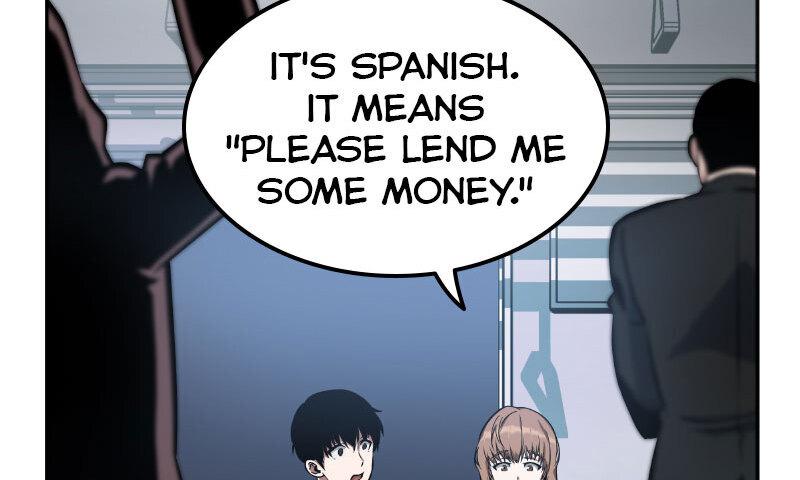 IT'S SPANISH.
IT MEANS
"PLEASE LEND ME
SOME MONEY."